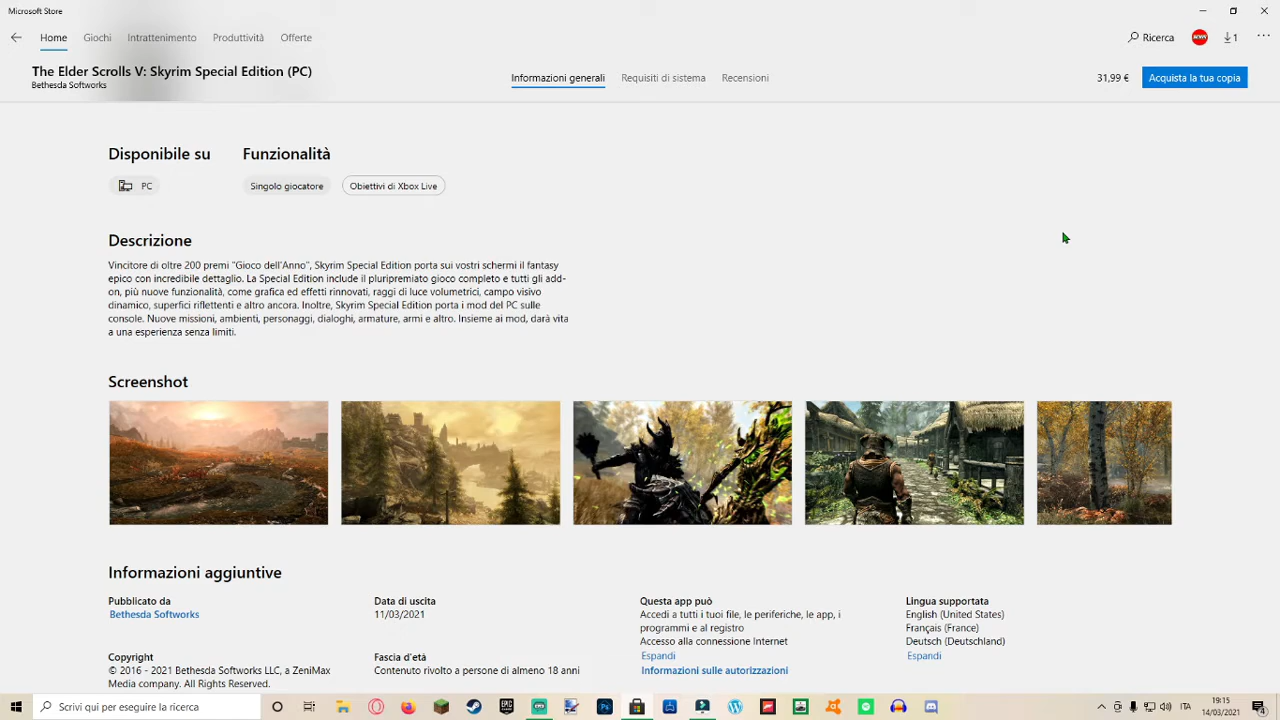 Microsoft Store
Home
Giochi
Intrattenimento
Produttività
Offerte
Ricerca
1
The Elder Scrolls V: Skyrim Special Edition (PC)
Bethesda Softworks
Informazioni generali
Requisiti di sistema
Recensioni
31,99 €
Acquista la tua copia
Disponibile su
Funzionalità
PC
Singolo giocatore
Obiettivi di Xbox Live
Descrizione
Vincitore di oltre 200 premi "Gioco dell'Anno", Skyrim Special Edition porta sui vostri schermi il fantasy
epico con incredibile dettaglio. La Special Edition include il pluripremiato gioco completo e tutti gli add-
on, più nuove funzionalità, come grafica ed effetti rinnovati, raggi di luce volumetrici, campo visivo
dinamico, superfici riflettenti e altro ancora. Inoltre, Skyrim Special Edition porta i mod del PC sulle
console. Nuove missioni, ambienti, personaggi, dialoghi, armature, armi e altro. Insieme ai mod, darà vita
a una esperienza senza limiti.
Screenshot
Informazioni aggiuntive
Pubblicato da
Bethesda Softworks
Data di uscita
11/03/2021
Questa app può
Accedi a tutti i tuoi file, le periferiche, le app, i
programmi e al registro
Accesso alla connessione Internet
Espandi
Informazioni sulle autorizzazioni
Lingua supportata
English (United States)
Français (France)
Deutsch (Deutschland)
Espandi
Copyright
© 2016 - 2021 Bethesda Softworks LLC, a ZeniMax
Media company. All Rights Reserved.
Fascia d'età
Contenuto rivolto a persone di almeno 18 anni
Scrivi qui per eseguire la ricerca
ITA
19:15
14/03/2021
4